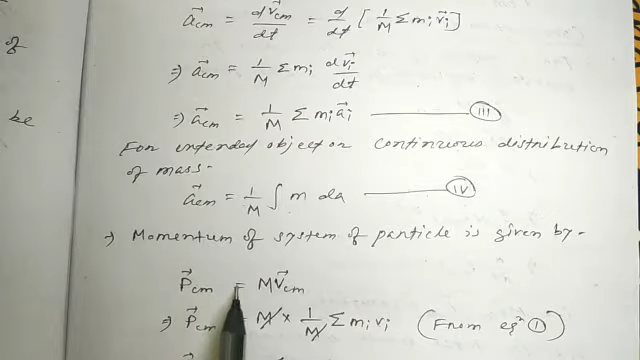 of
be
a⃗cm = dv⃗cm/dt = d/dt [1/M Σ mi v⃗i]
⇒ a⃗cm = 1/M Σ mi dv⃗i/dt
⇒ a⃗cm = 1/M Σ mi a⃗i ——— (III)
For extended object or continuous distribution
of mass-
a⃗cm = 1/M ∫ m da ——— (IV)
→ Momentum of system of particle is given by-
P⃗cm = MV⃗cm
⇒ P⃗cm = M × 1/M Σ mi vi (From eqn (I))